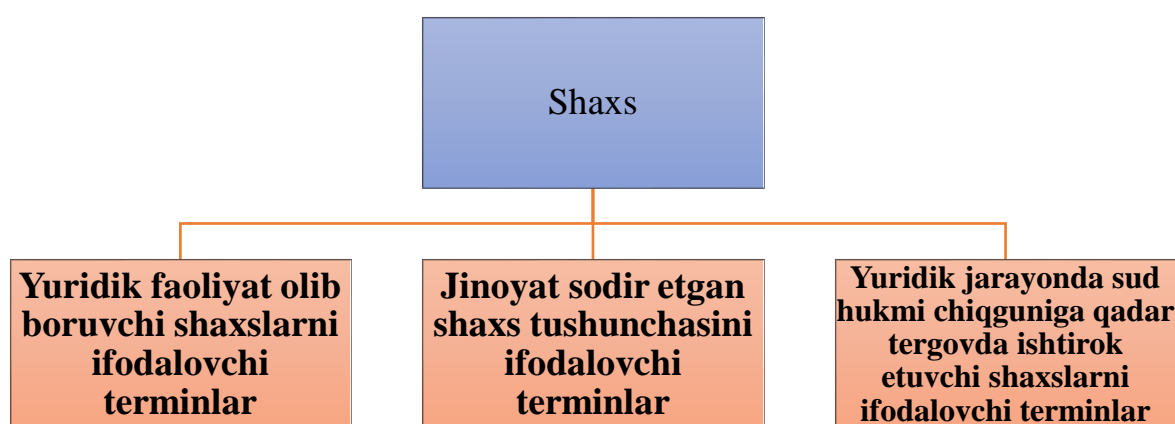 Shaxs
Yuridik faoliyat olib
boruvchi shaxslarni
ifodalovchi
terminlar
Jinoyat sodir etgan
shaxs tushunchasini
ifodalovchi
terminlar
Yuridik jarayonda sud
hukmi chiqguniga qadar
tergovda ishtirok
etuvchi shaxslarni
ifodalovchi terminlar